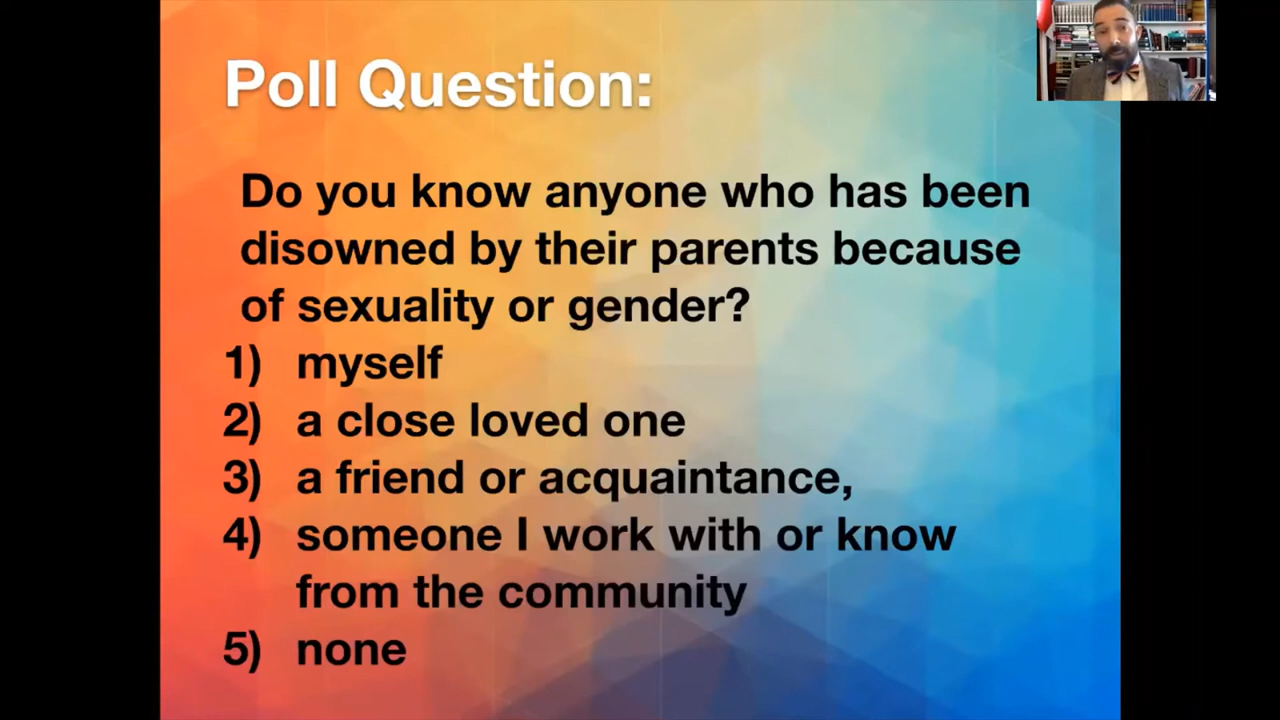 Poll Question:
Do you know anyone who has been
disowned by their parents because
of sexuality or gender?
1) myself
2) a close loved one
3) a friend or acquaintance,
4) someone I work with or know
from the community
5) none